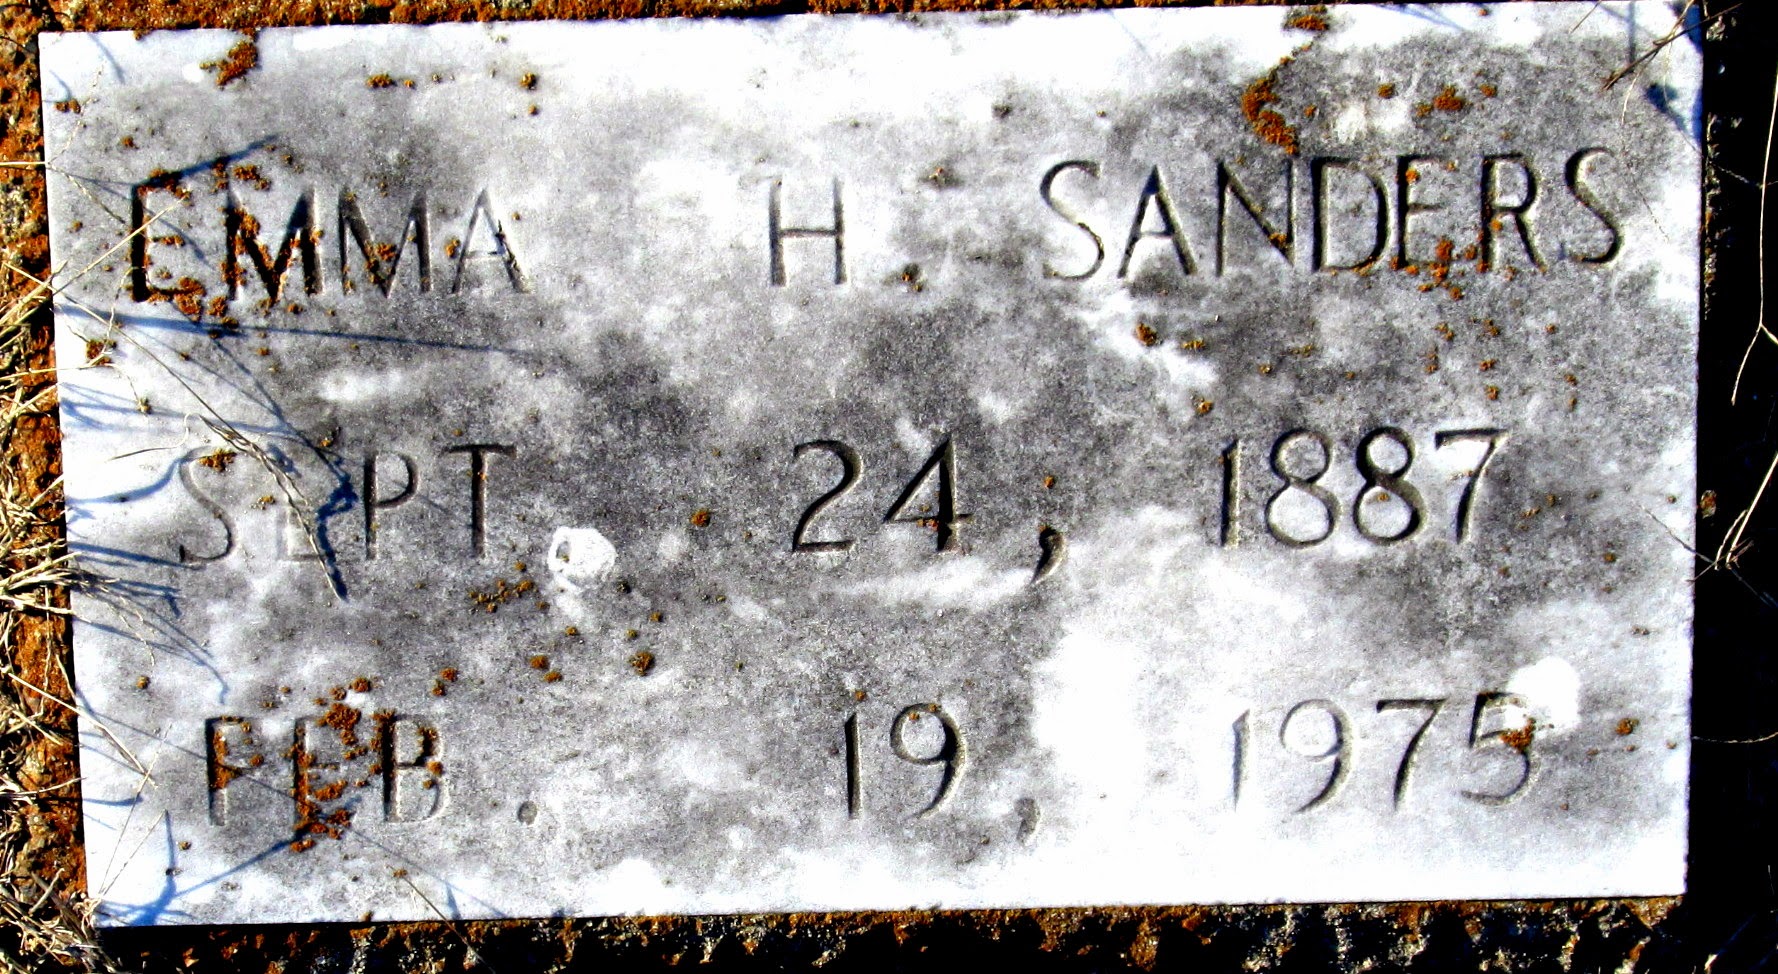 EMMA H. SANDERS
SEPT. 24, 1887
FEB. 19, 1975